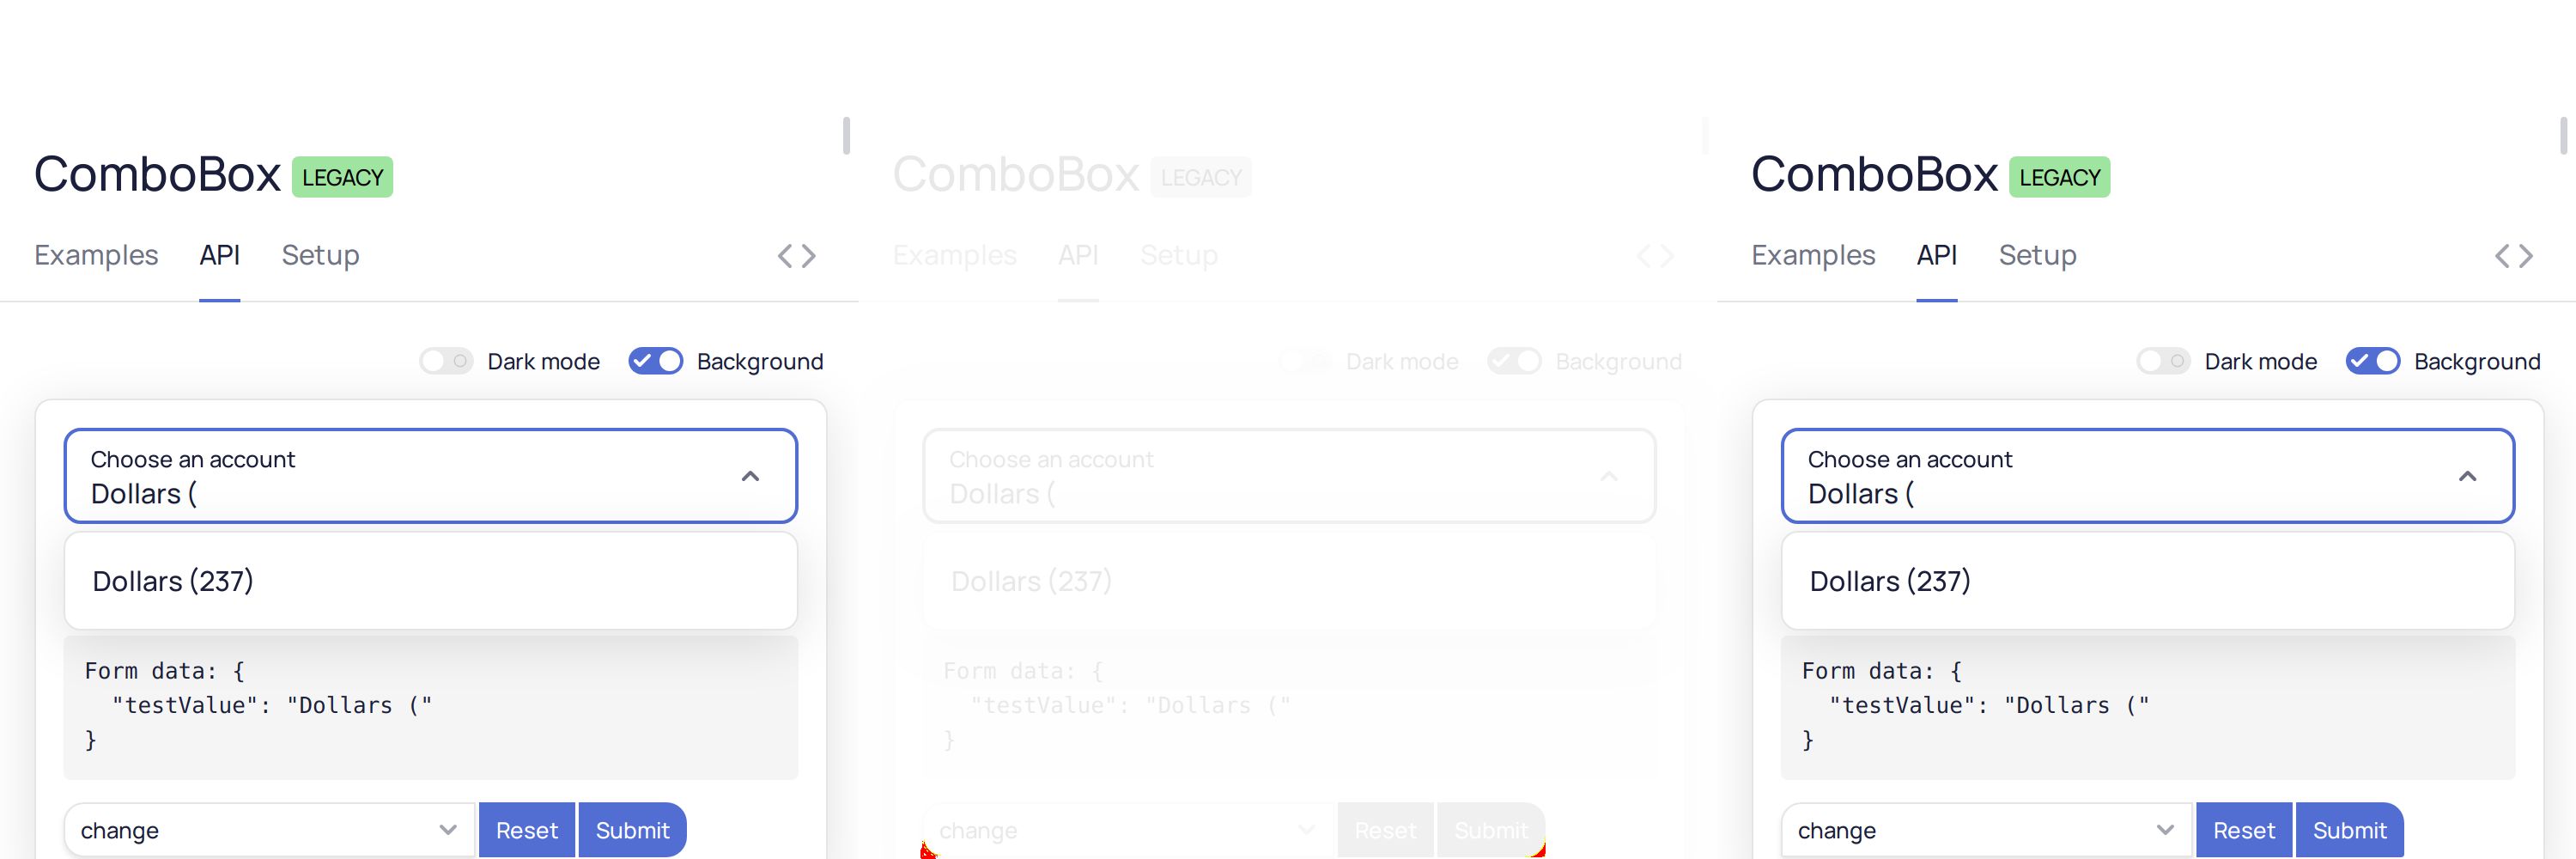 ComboBox LEGACY
Examples API Setup
Dark mode Background
Choose an account
Dollars (
Dollars (237)
Form data: {
"testValue": "Dollars ("
}
change Reset Submit
ComboBox LEGACY
Examples API Setup
Dark mode Background
Choose an account
Dollars (
Dollars (237)
Form data: {
"testValue": "Dollars ("
}
change Reset Submit
ComboBox LEGACY
Examples API Setup
Dark mode Background
Choose an account
Dollars (
Dollars (237)
Form data: {
"testValue": "Dollars ("
}
change Reset Submit